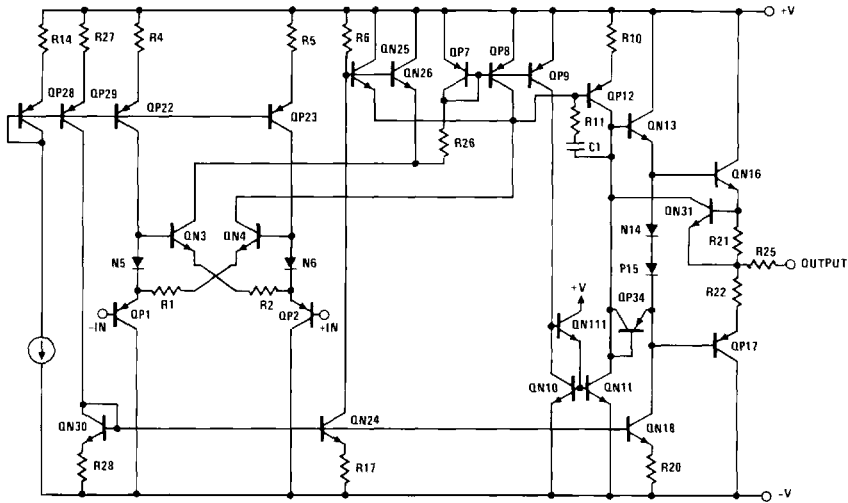 +V
R14
R27
R4
R5
R6
QN25
QN26
QP7
QP8
QP9
R10
QP28
QP29
QP22
QP23
QP12
R11
C1
QN13
R26
QN16
QN3
QN4
QN31
R21
N5
N6
N14
R25
OUTPUT
R1
R2
P15
R22
QP1
-IN
QP2
+IN
+V
QP34
QN111
QP17
QN10
QN11
QN30
QN24
QN18
R28
R17
R20
-V